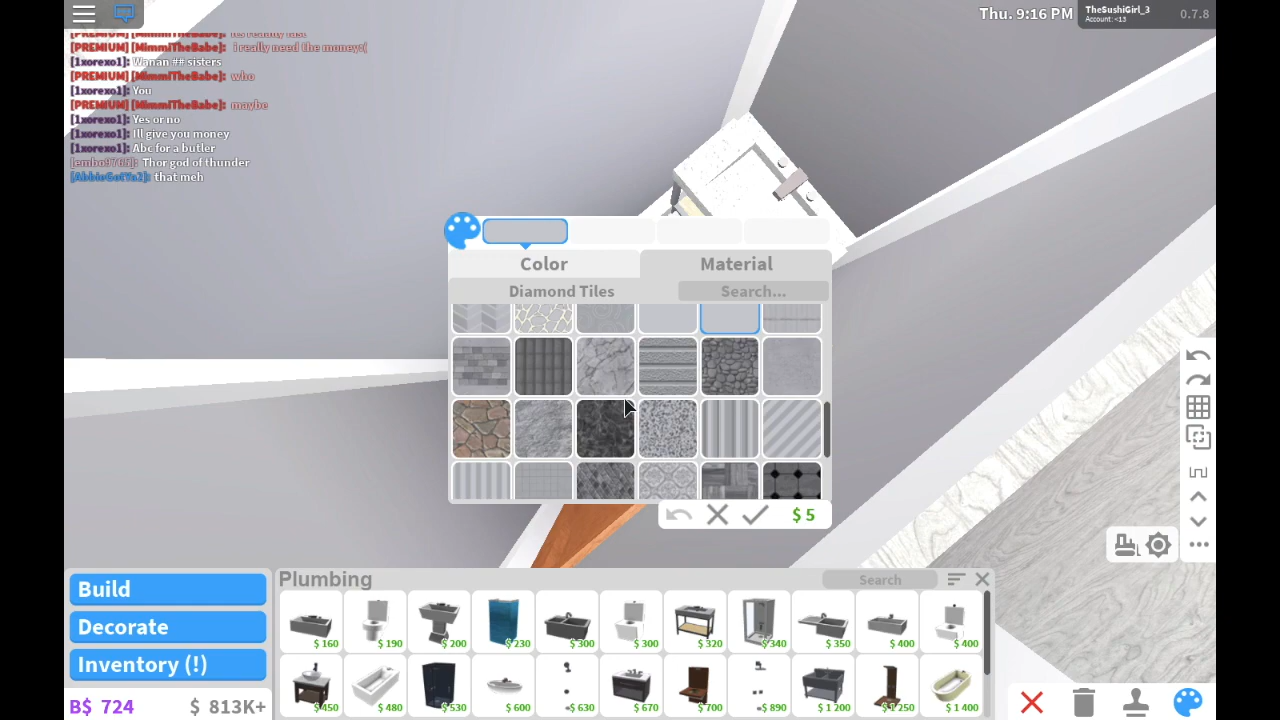 Thu. 9:16 PM
TheSushiGirl_3
Account: <13
0.7.8
[PREMIUM] [MimmiTheBabe]: i really need the money:(
[1xorexo1]: Wanan ## sisters
[PREMIUM] [MimmiTheBabe]: who
[1xorexo1]: You
[PREMIUM] [MimmiTheBabe]: maybe
[1xorexo1]: Yes or no
[1xorexo1]: Ill give you money
[1xorexo1]: Abc for a butler
Thor god of thunder
that meh
Color
Material
Diamond Tiles
Search...
$ 5
Build
Decorate
Inventory (!)
B$ 724
$ 813K+
Plumbing
Search
$ 160
$ 190
$ 200
$ 230
$ 300
$ 300
$ 320
$ 340
$ 350
$ 400
$ 400
$ 450
$ 480
$ 530
$ 600
$ 630
$ 670
$ 700
$ 890
$ 1 200
$ 1 250
$ 1 400